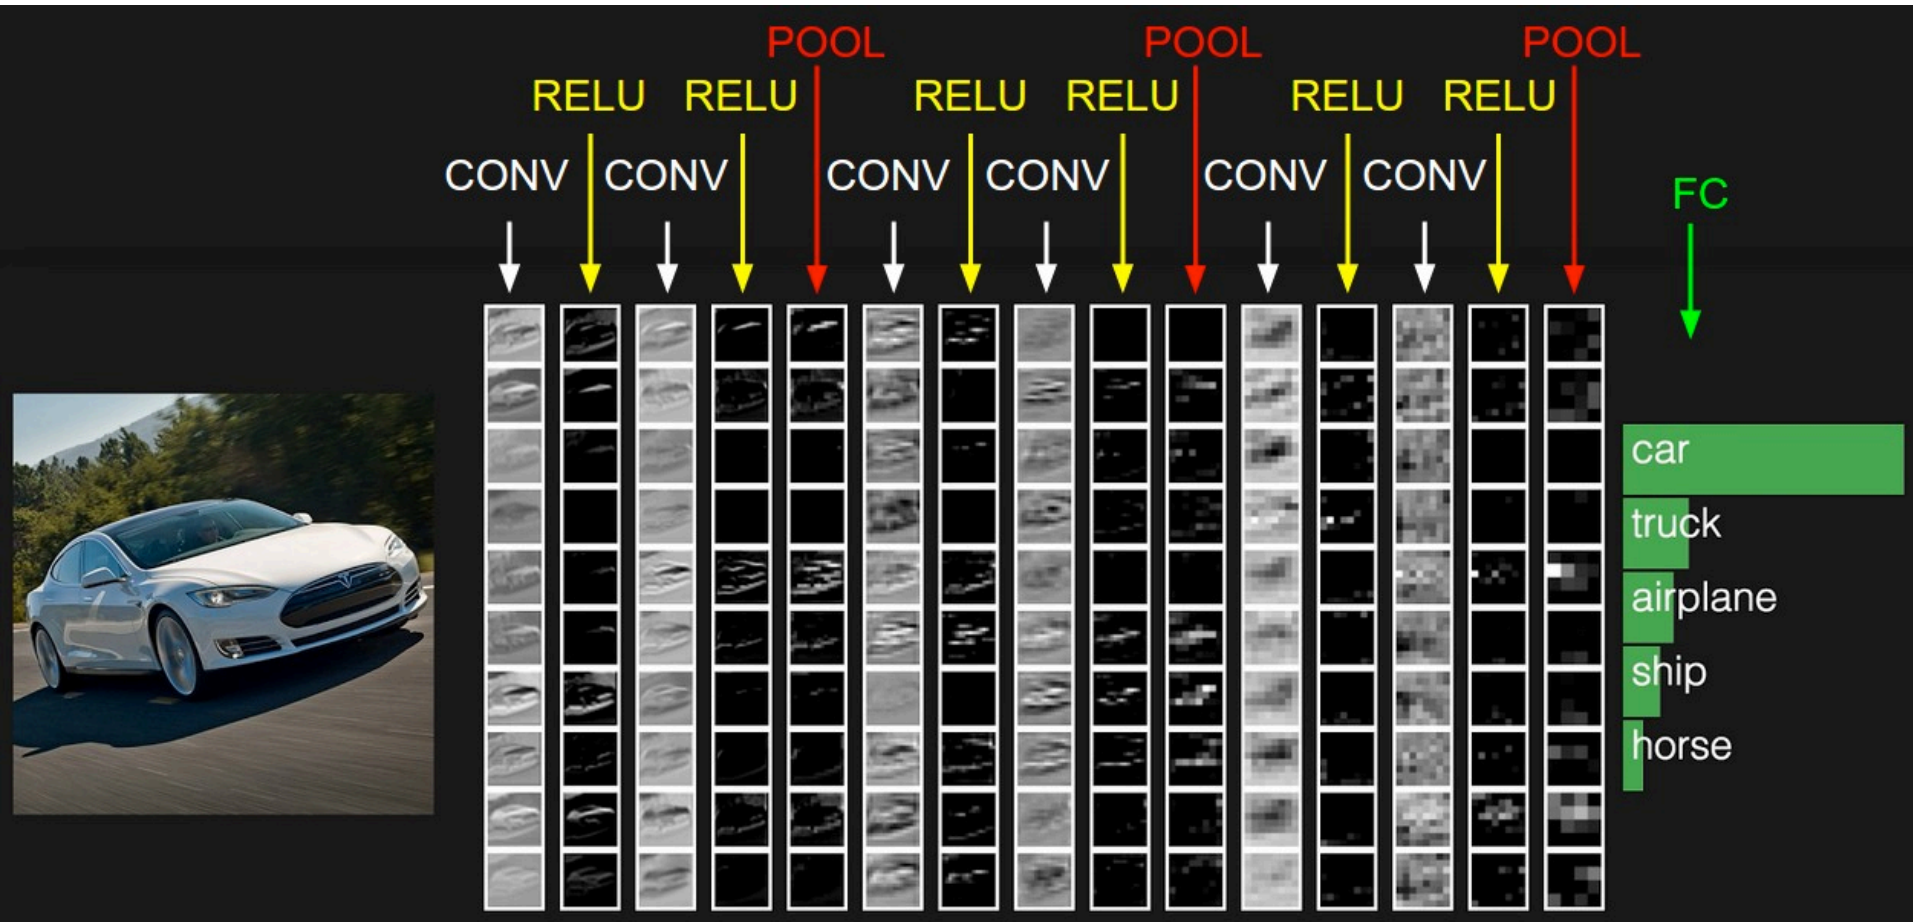 POOL POOL POOL
RELU RELU RELU RELU RELU RELU
CONV CONV CONV CONV CONV CONV
FC
car
truck
airplane
ship
horse